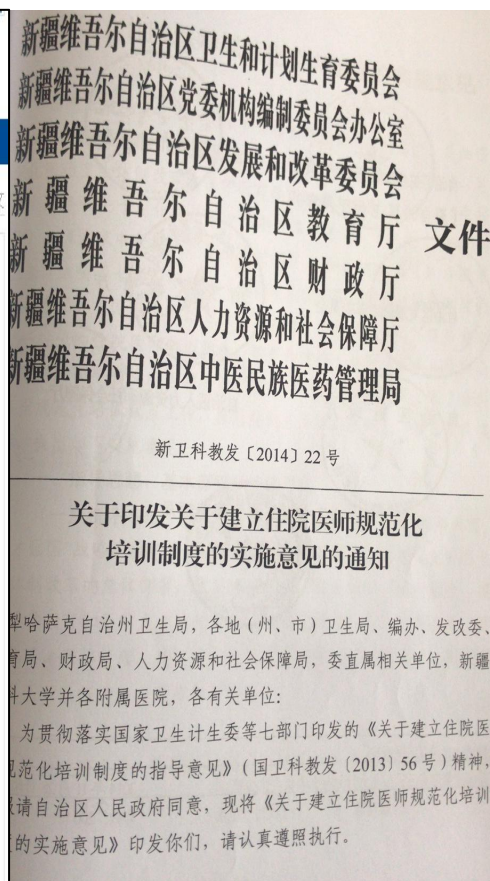 新疆维吾尔自治区卫生和计划生育委员会
新疆维吾尔自治区党委机构编制委员会办公室
新疆维吾尔自治区发展和改革委员会
新疆维吾尔自治区教育厅 文件
新疆维吾尔自治区财政厅
新疆维吾尔自治区人力资源和社会保障厅
新疆维吾尔自治区中医民族医药管理局
新卫科教发〔2014〕22号
关于印发关于建立住院医师规范化
培训制度的实施意见的通知
犁哈萨克自治州卫生局，各地（州、市）卫生局、编办、发改委、
育局、财政局、人力资源和社会保障局，委直属相关单位，新疆
科大学并各附属医院，各有关单位：
为贯彻落实国家卫生计生委等七部门印发的《关于建立住院医
规范化培训制度的指导意见》（国卫科教发〔2013〕56号）精神，
请自治区人民政府同意，现将《关于建立住院医师规范化培训
的实施意见》印发你们，请认真遵照执行。